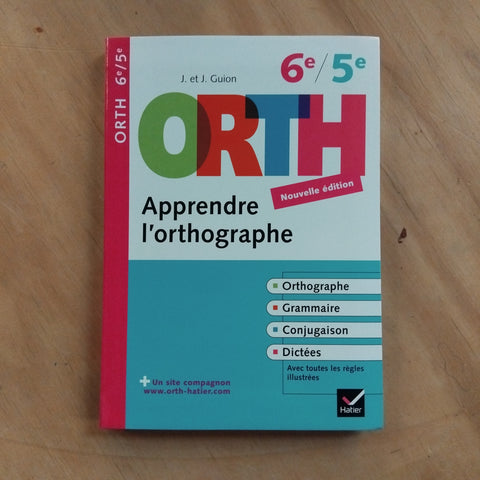 ORTH 6e/5e
J. et J. Guion
6e/5e
ORTH
Nouvelle édition
Apprendre
l'orthographe
Orthographe
Grammaire
Conjugaison
Dictées
Avec toutes les règles
illustrées
+ Un site compagnon
www.orth-hatier.com
Hatier